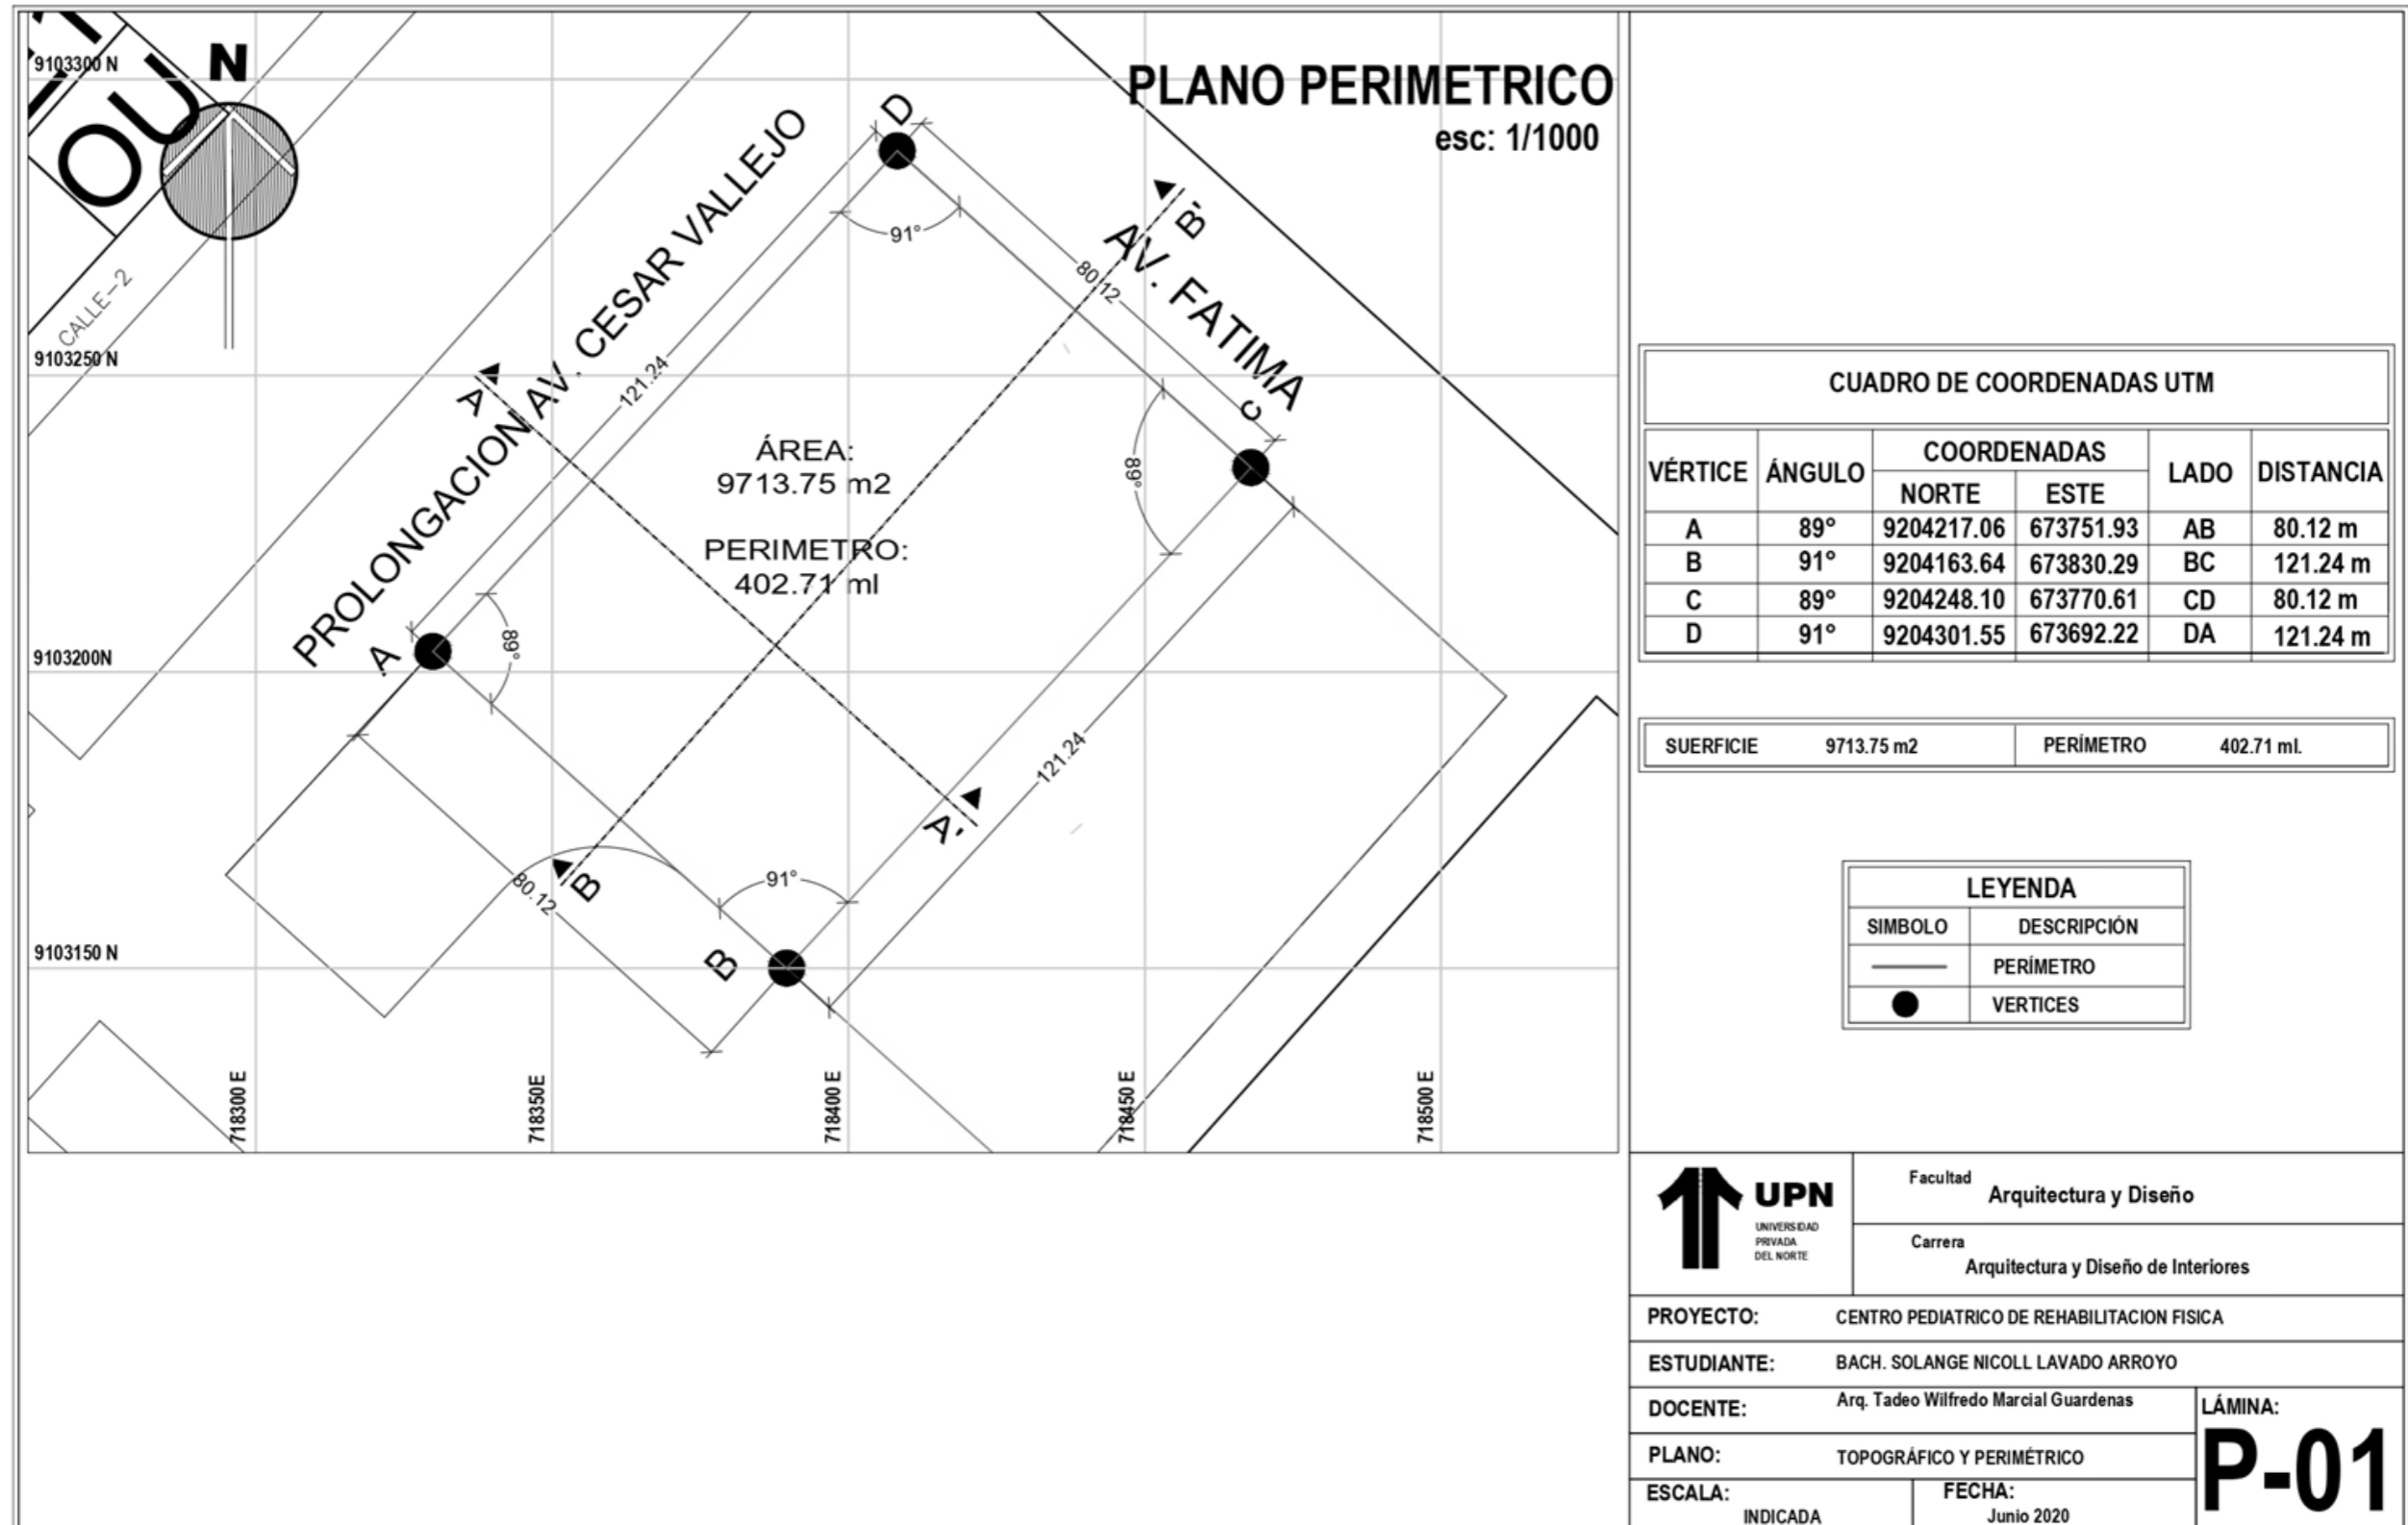 PLANO PERIMETRICO
esc: 1/1000
N
OU
CALLE-2
9103300 N
9103250 N
9103200N
9103150 N
718300 E
718350E
718400 E
718450 E
718500 E
PROLONGACION AV. CESAR VALLEJO
AV. FATIMA
D
91°
121.24
80.12
B'
A
C
89°
ÁREA:
9713.75 m2
PERIMETRO:
402.71 ml
A
89°
121.24
A'
80.12
B
91°
B
CUADRO DE COORDENADAS UTM
VÉRTICE ÁNGULO COORDENADAS LADO DISTANCIA
NORTE ESTE
A 89° 9204217.06 673751.93 AB 80.12 m
B 91° 9204163.64 673830.29 BC 121.24 m
C 89° 9204248.10 673770.61 CD 80.12 m
D 91° 9204301.55 673692.22 DA 121.24 m
SUERFICIE 9713.75 m2 PERÍMETRO 402.71 ml.
LEYENDA
SIMBOLO DESCRIPCIÓN
PERÍMETRO
VERTICES
UPN
UNIVERSIDAD
PRIVADA
DEL NORTE
Facultad
Arquitectura y Diseño
Carrera
Arquitectura y Diseño de Interiores
PROYECTO: CENTRO PEDIATRICO DE REHABILITACION FISICA
ESTUDIANTE: BACH. SOLANGE NICOLL LAVADO ARROYO
DOCENTE: Arq. Tadeo Wilfredo Marcial Guardenas
PLANO: TOPOGRÁFICO Y PERIMÉTRICO
ESCALA:
INDICADA
FECHA:
Junio 2020
LÁMINA:
P-01